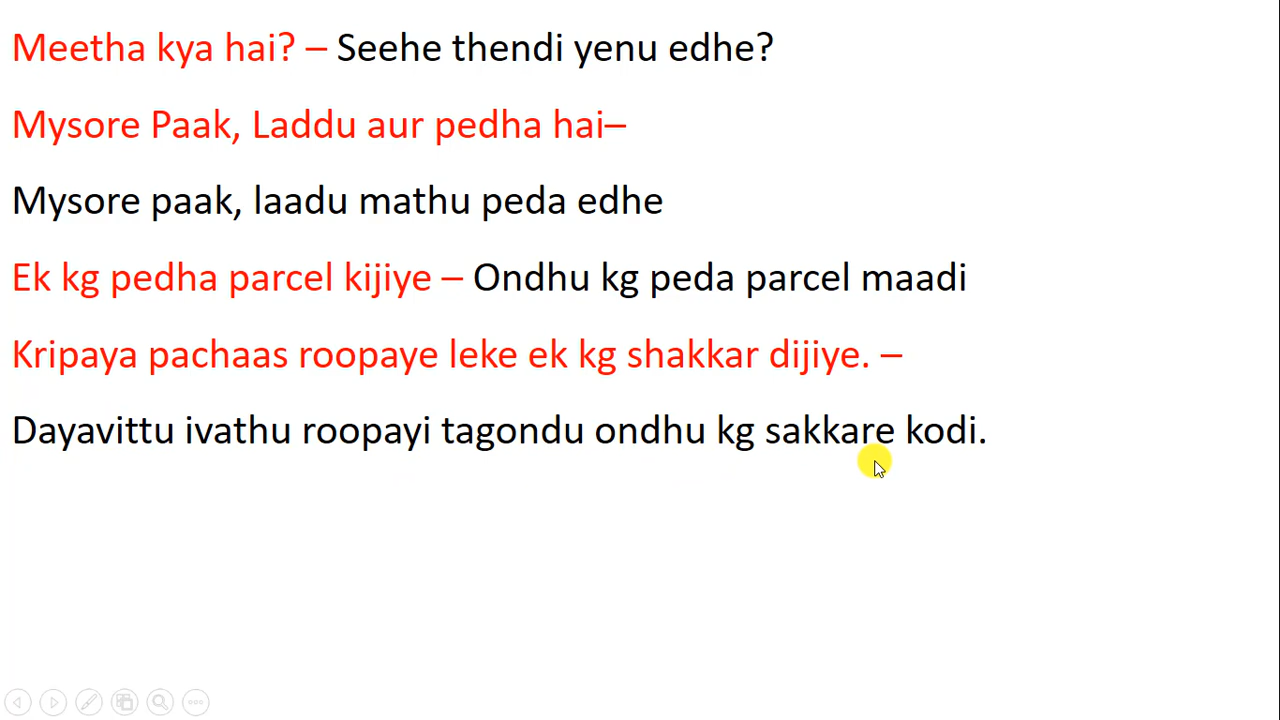 Meetha kya hai? – Seehe thendi yenu edhe?
Mysore Paak, Laddu aur pedha hai–
Mysore paak, laadu mathu peda edhe
Ek kg pedha parcel kijiye – Ondhu kg peda parcel maadi
Kripaya pachaas roopaye leke ek kg shakkar dijiye. –
Dayavittu ivathu roopayi tagondu ondhu kg sakkare kodi.